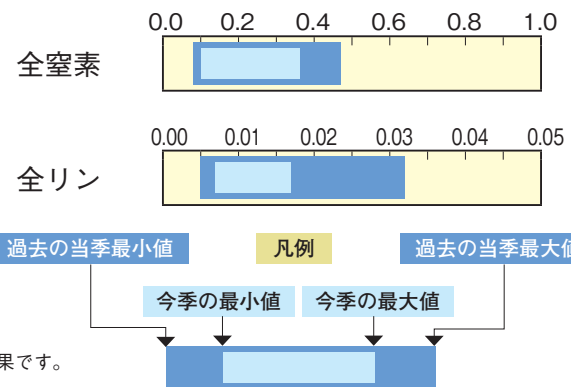 0.0 0.2 0.4 0.6 0.8 1.0
全窒素
0.00 0.01 0.02 0.03 0.04 0.05
全リン
過去の当季最小値 凡例 過去の当季最大値
今季の最小値 今季の最大値
果です。